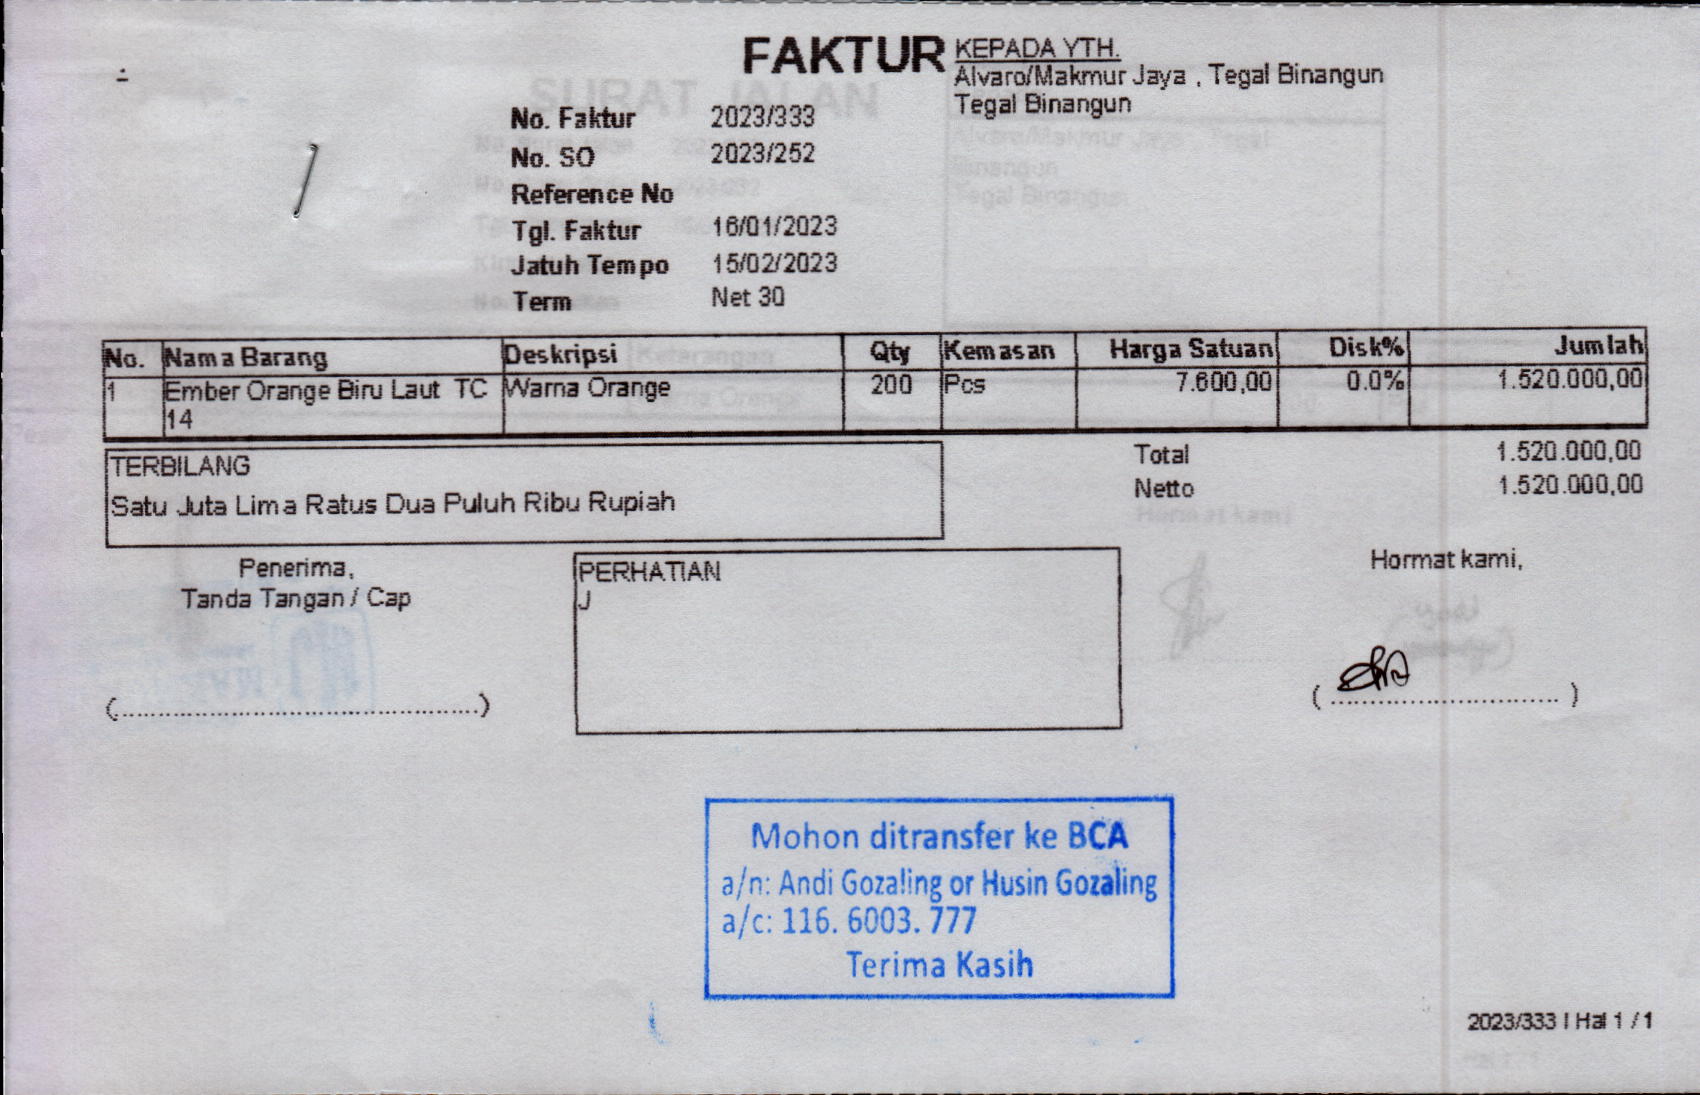 FAKTUR
KEPADA YTH.
Alvaro/Makmur Jaya , Tegal Binangun
Tegal Binangun
SURAT JALAN
No. Faktur 2023/333
No. SO 2023/252
Reference No
Tgl. Faktur 16/01/2023
Jatuh Tempo 15/02/2023
Term Net 30
No. Nama Barang Deskripsi Qty Kemasan Harga Satuan Disk% Jumlah
1 Ember Orange Biru Laut TC Warna Orange 200 Pcs 7.600,00 0.0% 1.520.000,00
14
TERBILANG
Satu Juta Lima Ratus Dua Puluh Ribu Rupiah
Total 1.520.000,00
Netto 1.520.000,00
Penerima,
Tanda Tangan / Cap
(..................................................)
PERHATIAN
J
Hormat kami,
( ............................... )
Mohon ditransfer ke BCA
a/n: Andi Gozaling or Husin Gozaling
a/c: 116. 6003. 777
Terima Kasih
2023/333 | Hal 1 / 1